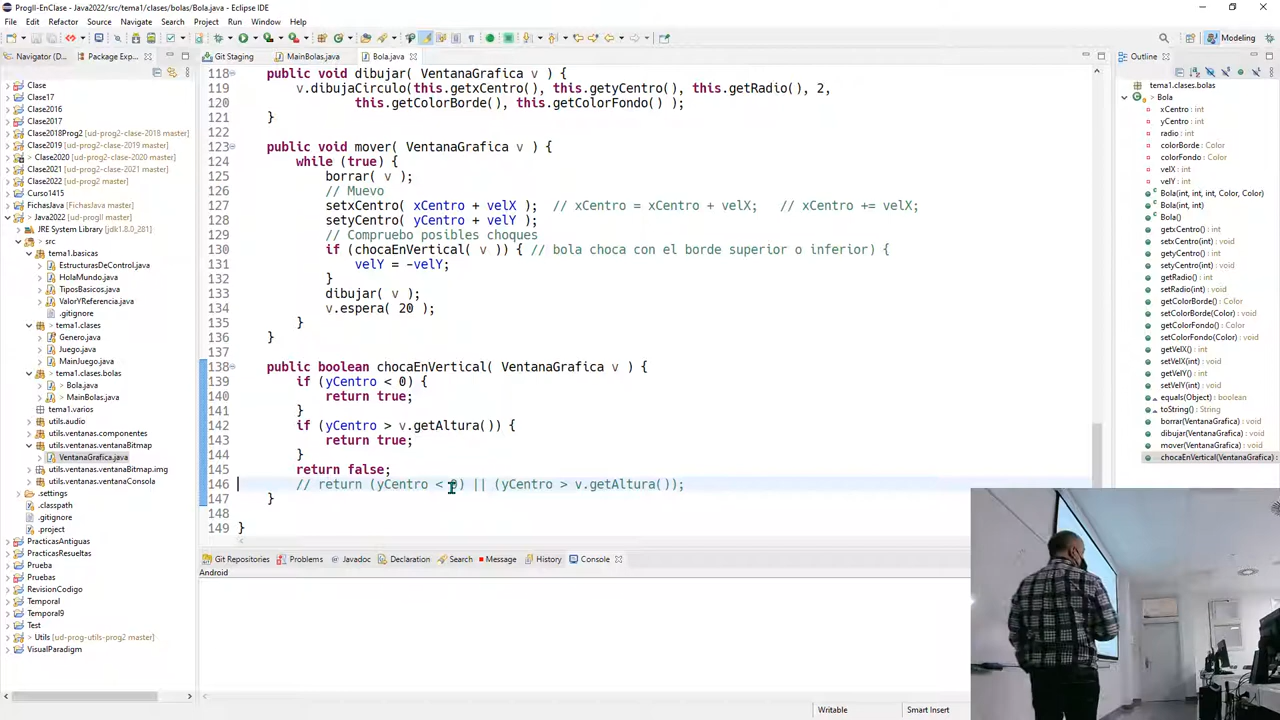 ProgII-EnClase - Java2022/src/tema1/clases/bolas/Bola.java - Eclipse IDE
File Edit Refactor Source Navigate Search Project Run Window Help
Modeling
Navigator (D...
Package Exp...
Git Staging
MainBolas.java
Bola.java
Outline
Clase
Clase17
Clase2016
Clase2017
Clase2018Prog2 [ud-prog2-clase-2018 master]
Clase2019 [ud-prog2-clase-2019 master]
> Clase2020 [ud-prog2-clase-2020 master]
Clase2021 [ud-prog2-clase-2021 master]
Clase2022 [ud-prog2 master]
Curso1415
FichasJava [FichasJava master]
Java2022 [ud-progII master]
JRE System Library [jdk1.8.0_281]
> src
tema1.basicas
EstructurasDeControl.java
HolaMundo.java
TiposBasicos.java
ValorYReferencia.java
.gitignore
> tema1.clases
Genero.java
Juego.java
MainJuego.java
> tema1.clases.bolas
> Bola.java
> MainBolas.java
tema1.varios
utils.audio
utils.ventanas.componentes
> utils.ventanas.ventanaBitmap
> VentanaGrafica.java
utils.ventanas.ventanaBitmap.img
utils.ventanas.ventanaConsola
.settings
.classpath
.gitignore
.project
PracticasAntiguas
PracticasResueltas
Prueba
Pruebas
RevisionCodigo
Temporal
Temporal9
Test
> Utils [ud-prog-utils-prog2 master]
VisualParadigm
118 public void dibujar( VentanaGrafica v ) {
119 v.dibujaCirculo(this.getxCentro(), this.getyCentro(), this.getRadio(), 2,
120 this.getColorBorde(), this.getColorFondo() );
121 }
122
123 public void mover( VentanaGrafica v ) {
124 while (true) {
125 borrar( v );
126 // Muevo
127 setxCentro( xCentro + velX ); // xCentro = xCentro + velX; // xCentro += velX;
128 setyCentro( yCentro + velY );
129 // Compruebo posibles choques
130 if (chocaEnVertical( v )) { // bola choca con el borde superior o inferior) {
131 velY = -velY;
132 }
133 dibujar( v );
134 v.espera( 20 );
135 }
136 }
137
138 public boolean chocaEnVertical( VentanaGrafica v ) {
139 if (yCentro < 0) {
140 return true;
141 }
142 if (yCentro > v.getAltura()) {
143 return true;
144 }
145 return false;
146 // return (yCentro < 0) || (yCentro > v.getAltura());
147 }
148
149 }
Git Repositories Problems Javadoc Declaration Search Message History Console
Android
tema1.clases.bolas
Bola
xCentro : int
yCentro : int
radio : int
colorBorde : Color
colorFondo : Color
velX : int
velY : int
Bola(int, int, int, Color, Color)
Bola(int, int)
Bola()
getxCentro() : int
setxCentro(int) : void
getyCentro() : int
setyCentro(int) : void
getRadio() : int
setRadio(int) : void
getColorBorde() : Color
setColorBorde(Color) : void
getColorFondo() : Color
setColorFondo(Color) : void
getVelX() : int
setVelX(int) : void
getVelY() : int
setVelY(int) : void
equals(Object) : boolean
toString() : String
borrar(VentanaGrafica) : void
dibujar(VentanaGrafica) : void
mover(VentanaGrafica) : void
chocaEnVertical(VentanaGrafica) :
Writable
Smart Insert